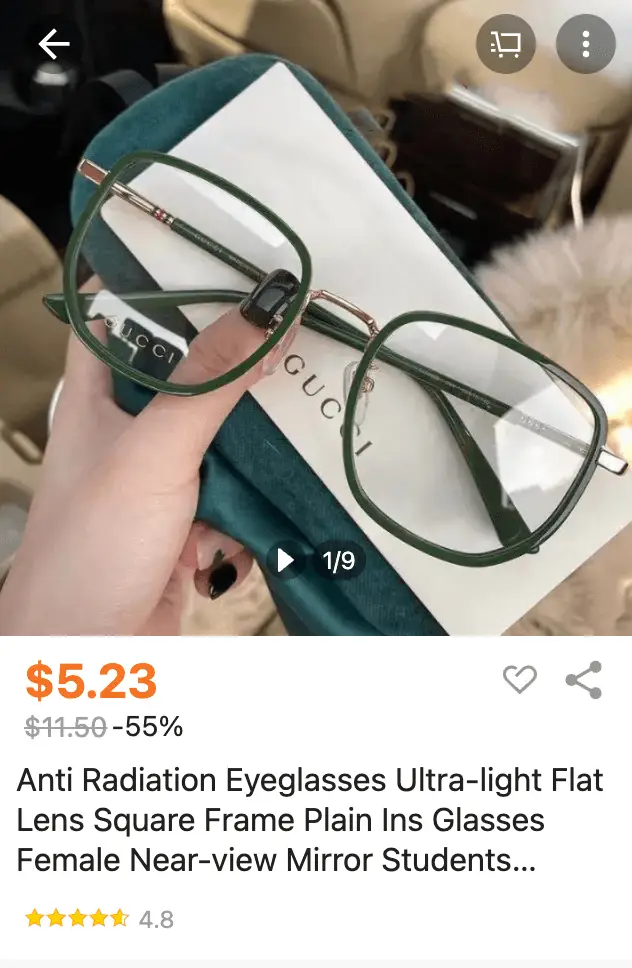 GUCCI
GUCCI
1/9
$5.23
$11.50 -55%
Anti Radiation Eyeglasses Ultra-light Flat
Lens Square Frame Plain Ins Glasses
Female Near-view Mirror Students...
4.8